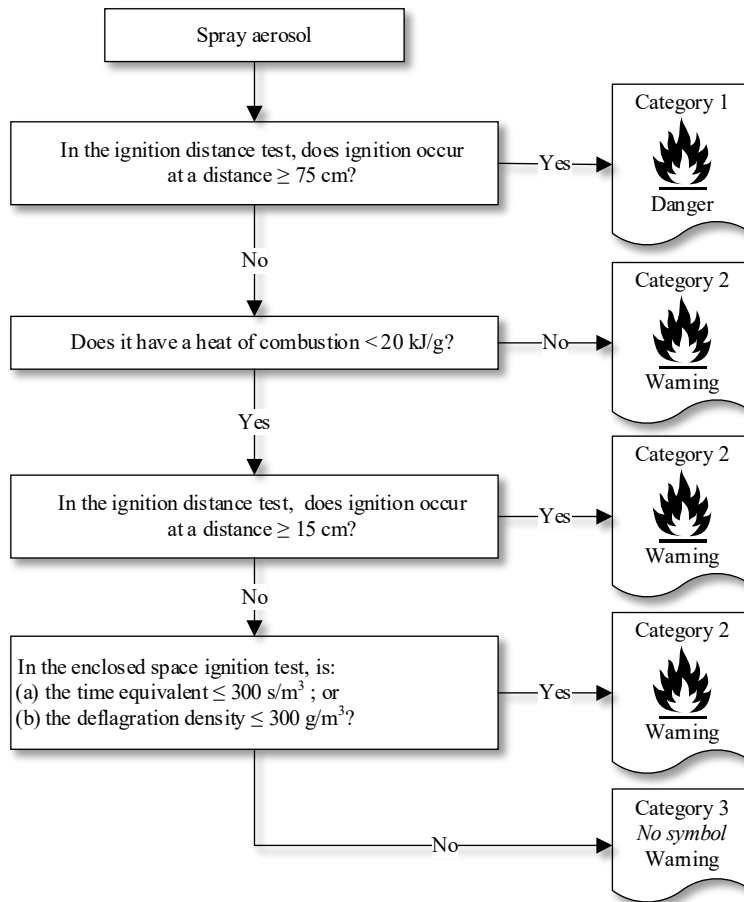 Spray aerosol
In the ignition distance test, does ignition occur
at a distance ≥ 75 cm?
Yes
Category 1
Danger
No
Does it have a heat of combustion < 20 kJ/g?
No
Category 2
Warning
Yes
In the ignition distance test, does ignition occur
at a distance ≥ 15 cm?
Yes
Category 2
Warning
No
In the enclosed space ignition test, is:
(a) the time equivalent ≤ 300 s/m³ ; or
(b) the deflagration density ≤ 300 g/m³?
Yes
Category 2
Warning
No
Category 3
No symbol
Warning